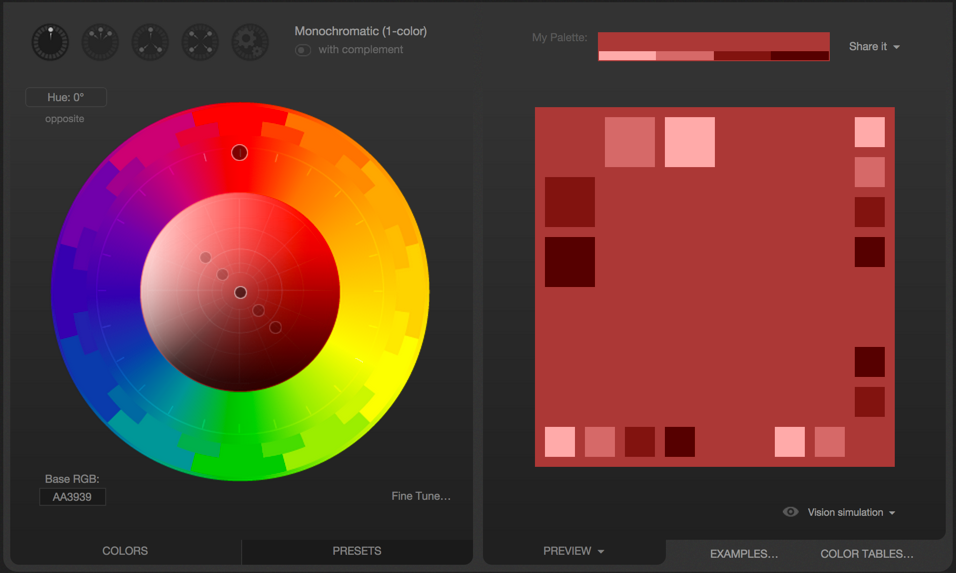 Monochromatic (1-color)
with complement
My Palette:
Share it
Hue: 0°
opposite
Base RGB:
AA3939
Fine Tune...
Vision simulation
COLORS
PRESETS
PREVIEW
EXAMPLES...
COLOR TABLES...